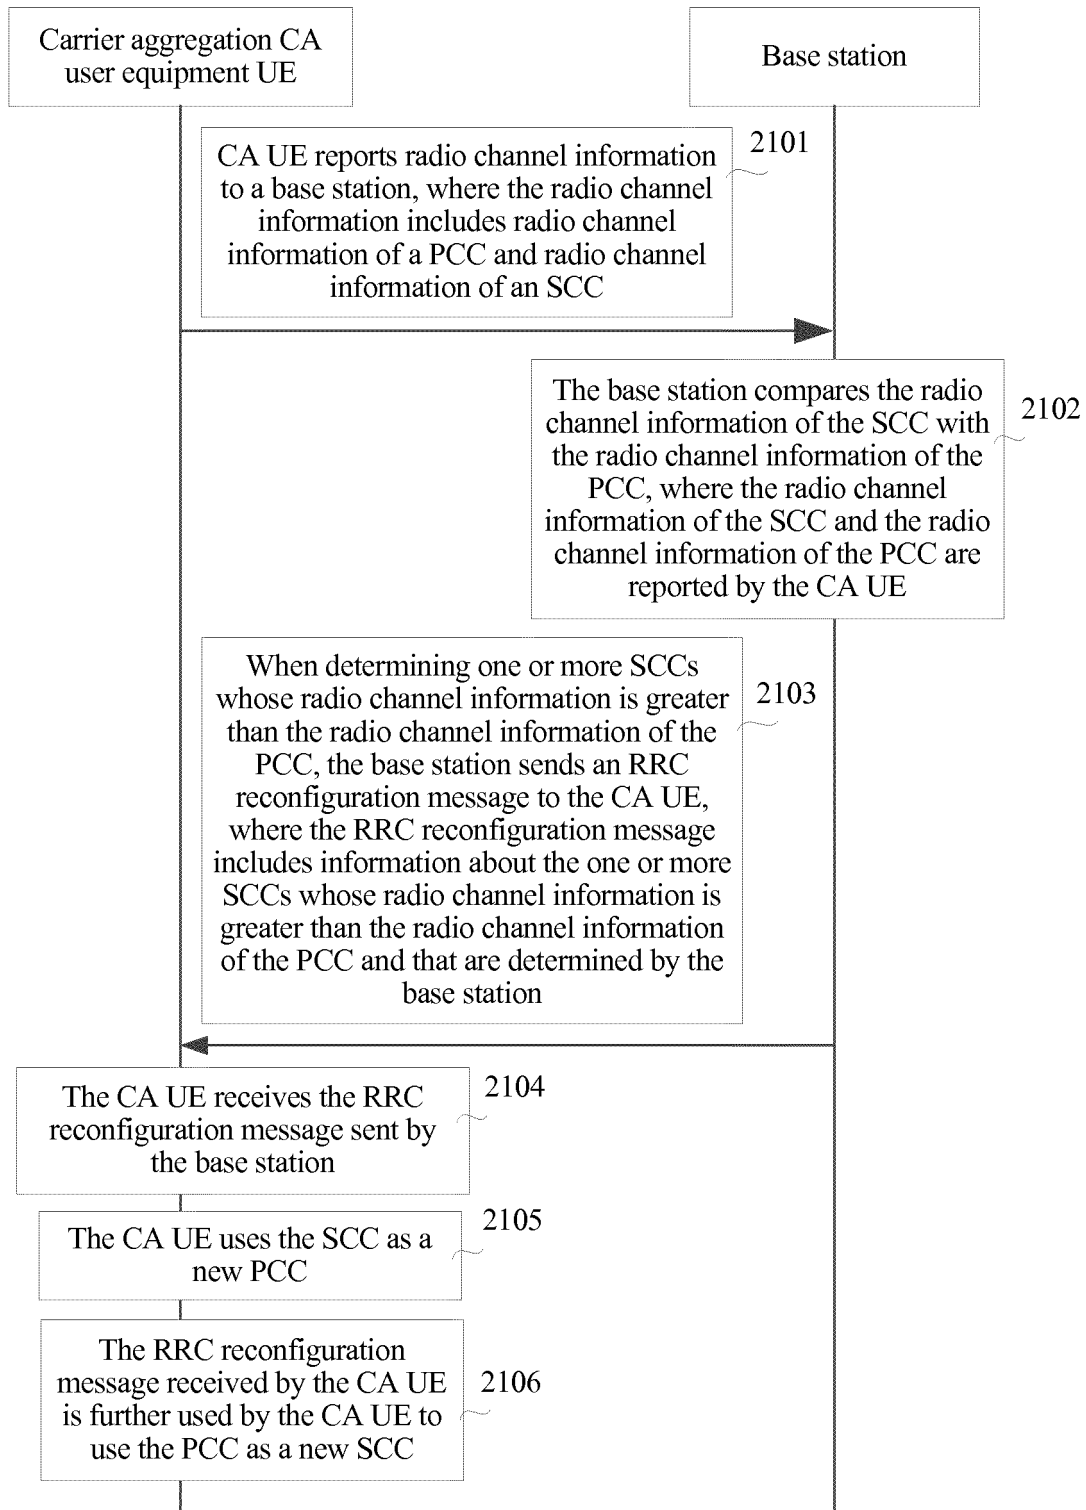 Carrier aggregation CA
user equipment UE
Base station
CA UE reports radio channel information
to a base station, where the radio channel
information includes radio channel
information of a PCC and radio channel
information of an SCC
2101
The base station compares the radio
channel information of the SCC with
the radio channel information of the
PCC, where the radio channel
information of the SCC and the radio
channel information of the PCC are
reported by the CA UE
2102
When determining one or more SCCs
whose radio channel information is greater
than the radio channel information of the
PCC, the base station sends an RRC
reconfiguration message to the CA UE,
where the RRC reconfiguration message
includes information about the one or more
SCCs whose radio channel information is
greater than the radio channel information
of the PCC and that are determined by the
base station
2103
The CA UE receives the RRC
reconfiguration message sent by
the base station
2104
The CA UE uses the SCC as a
new PCC
2105
The RRC reconfiguration
message received by the CA UE
is further used by the CA UE to
use the PCC as a new SCC
2106